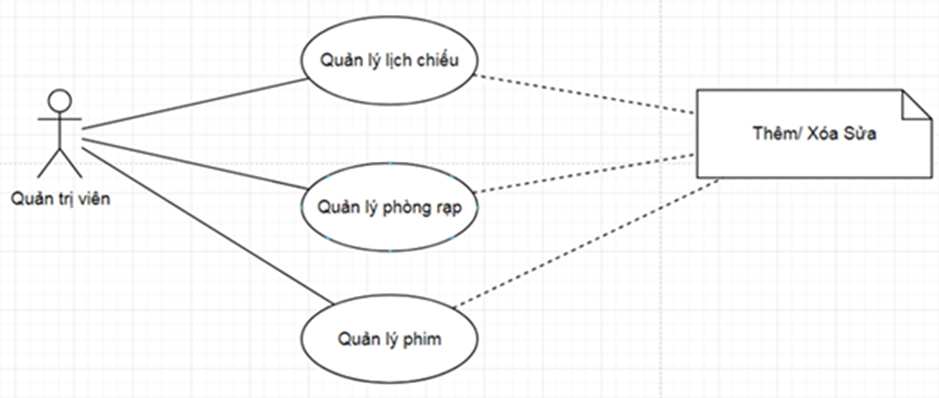 Quản lý lịch chiếu
Thêm/ Xóa Sửa
Quản trị viên
Quản lý phòng rạp
Quản lý phim